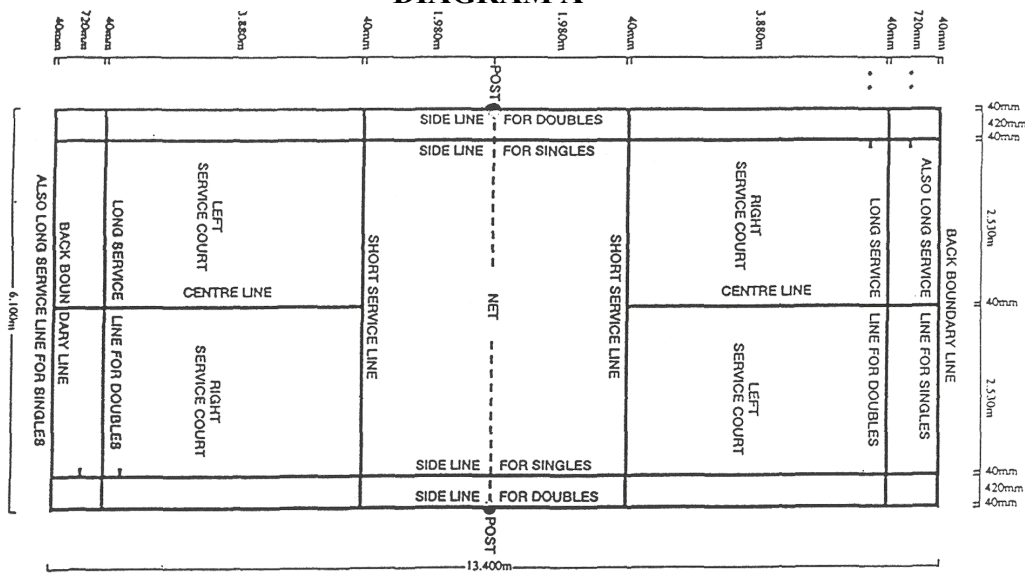 DIAGRAM A
40mm
720mm
40mm
3.880m
40mm
1.980m
1.980m
40mm
3.880m
40mm
720mm
40mm
POST
SIDE LINE FOR DOUBLES
SIDE LINE FOR SINGLES
40mm
420mm
40mm
2.530m
40mm
2.530m
40mm
420mm
40mm
LEFT
SERVICE COURT
RIGHT
SERVICE COURT
ALSO LONG SERVICE LINE FOR SINGLES
BACK BOUNDARY LINE
LONG SERVICE LINE FOR DOUBLES
SHORT SERVICE LINE
NET
SHORT SERVICE LINE
LONG SERVICE LINE FOR DOUBLES
ALSO LONG SERVICE LINE FOR SINGLES
BACK BOUNDARY LINE
CENTRE LINE
CENTRE LINE
RIGHT
SERVICE COURT
LEFT
SERVICE COURT
6.100m
SIDE LINE FOR SINGLES
SIDE LINE FOR DOUBLES
POST
13.400m